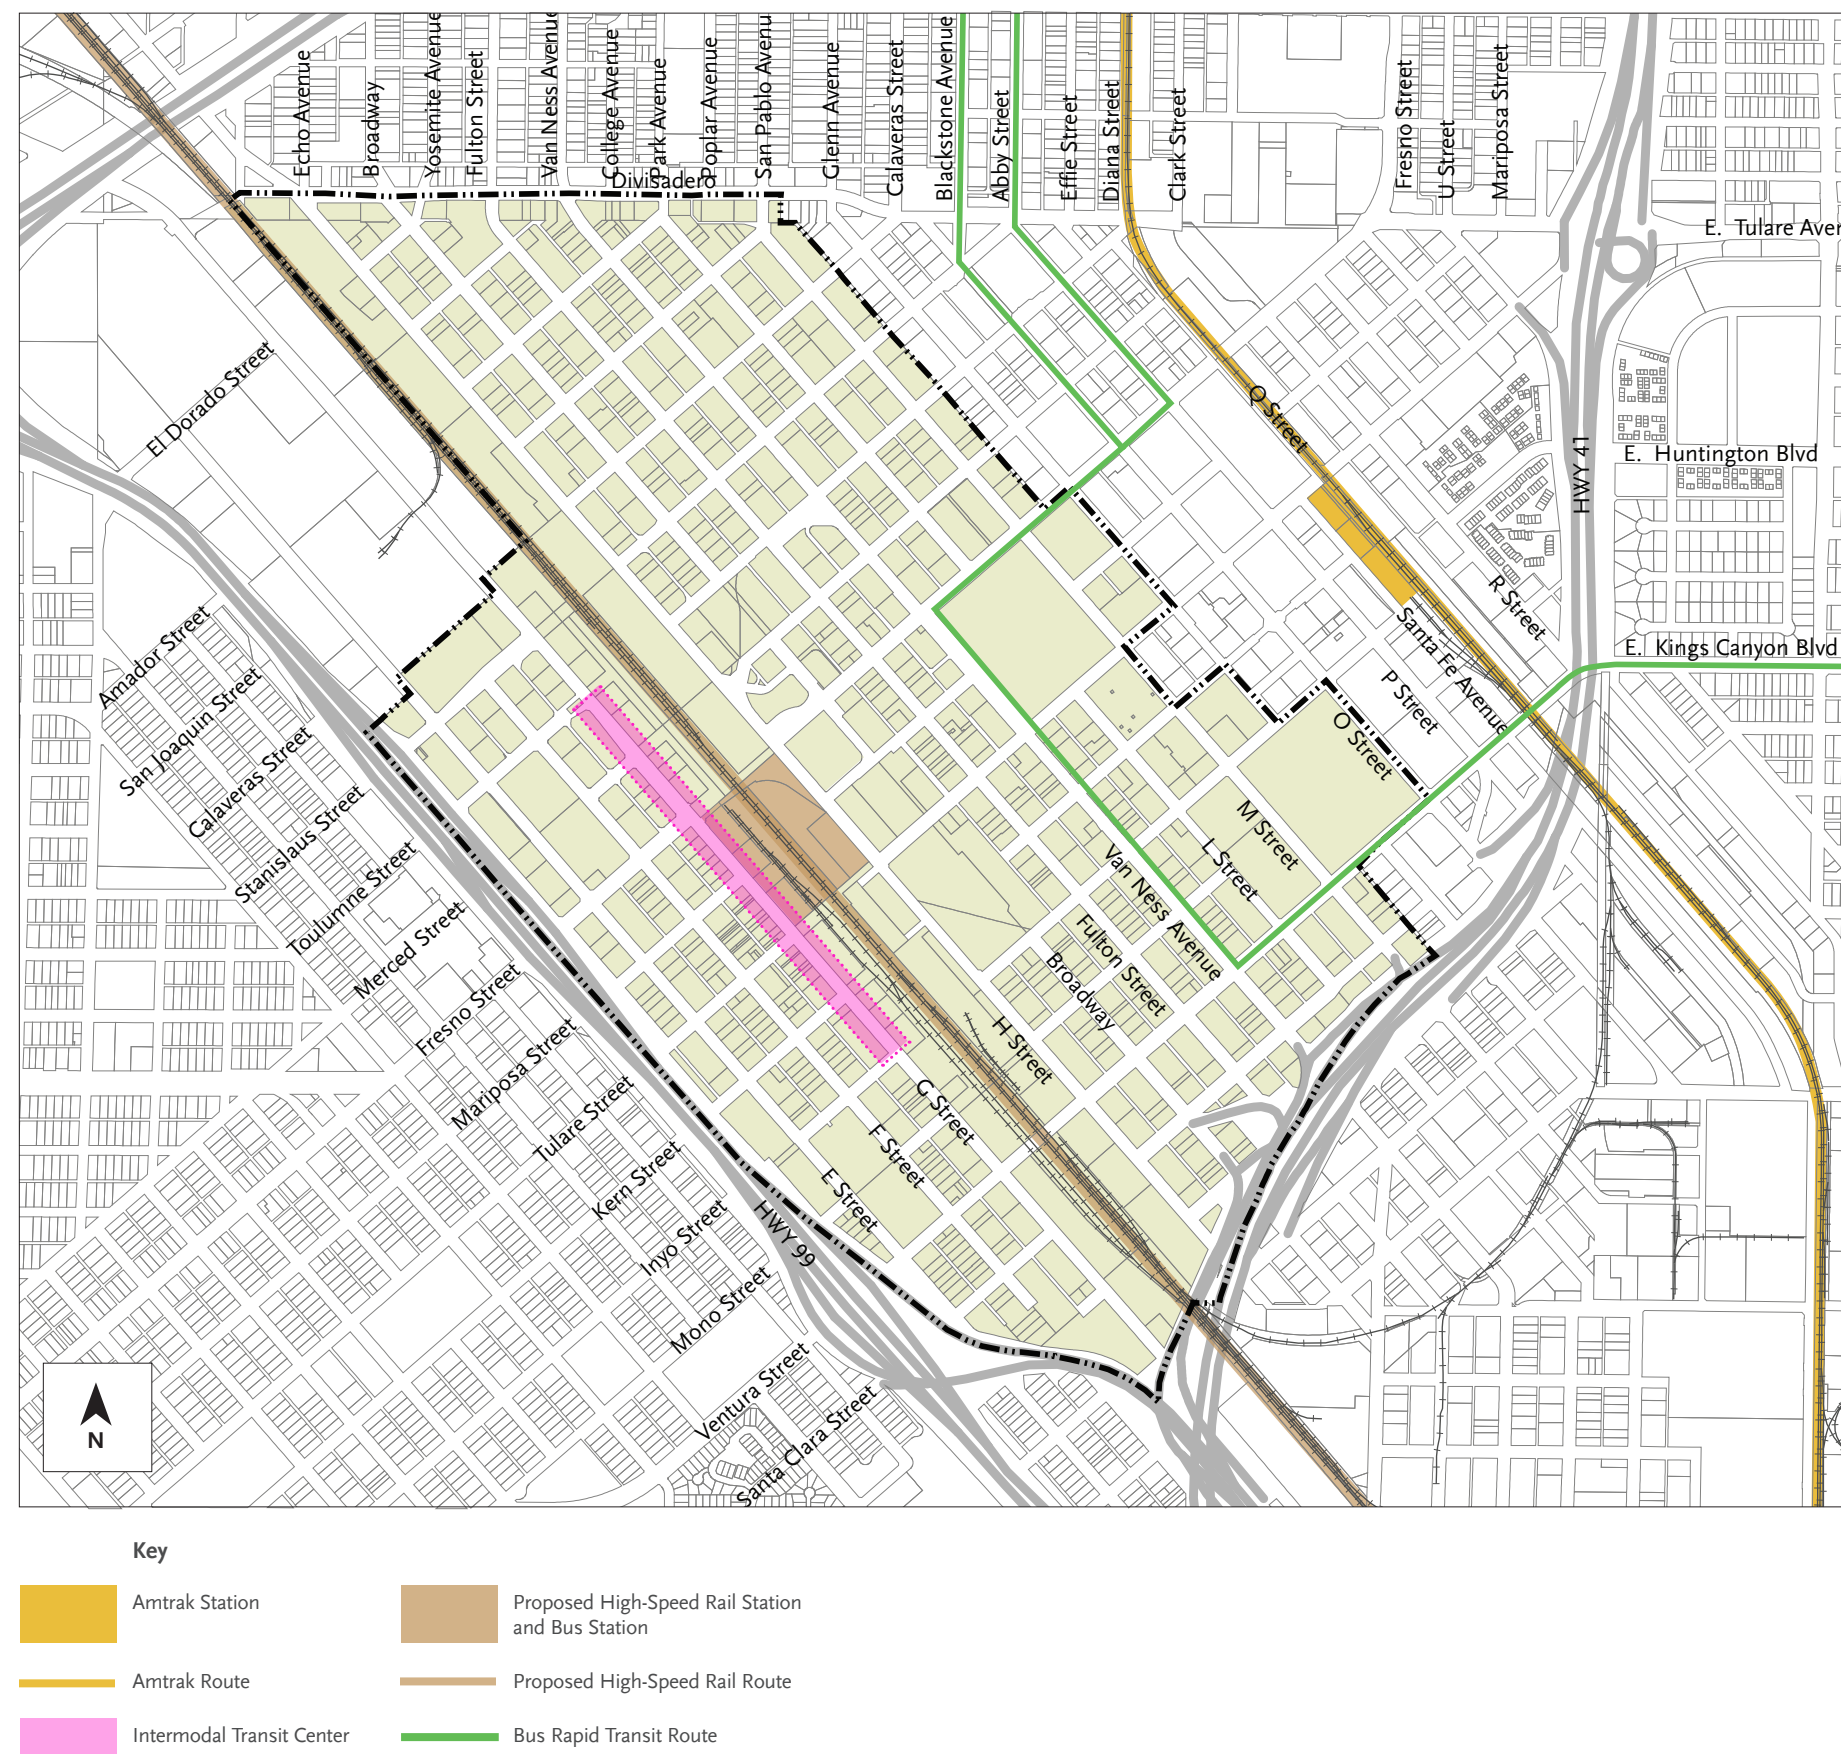 Echo Avenue
Broadway
Yosemite Avenue
Fulton Street
Van Ness Avenue
College Avenue
Park Avenue
Poplar Avenue
San Pablo Avenu
Glenn Avenue
Calaveras Street
Blackstone Avenue
Abby Street
Effie Street
Diana Street
Clark Street
Fresno Street
U Street
Mariposa Street
Divisadero
E. Tulare Aven
El Dorado Street
Q Street
HWY 41
E. Huntington Blvd
R Street
Santa Fe Avenue
E. Kings Canyon Blvd
P Street
O Street
Amador Street
San Joaquin Street
Calaveras Street
Stanislaus Street
Toulumne Street
Merced Street
Fresno Street
Mariposa Street
Tulare Street
Kern Street
Inyo Street
Mono Street
Ventura Street
Santa Clara Street
M Street
L Street
Van Ness Avenue
Fulton Street
Broadway
H Street
G Street
F Street
E Street
HWY 99
N
Key
Amtrak Station
Proposed High-Speed Rail Station
and Bus Station
Amtrak Route
Proposed High-Speed Rail Route
Intermodal Transit Center
Bus Rapid Transit Route